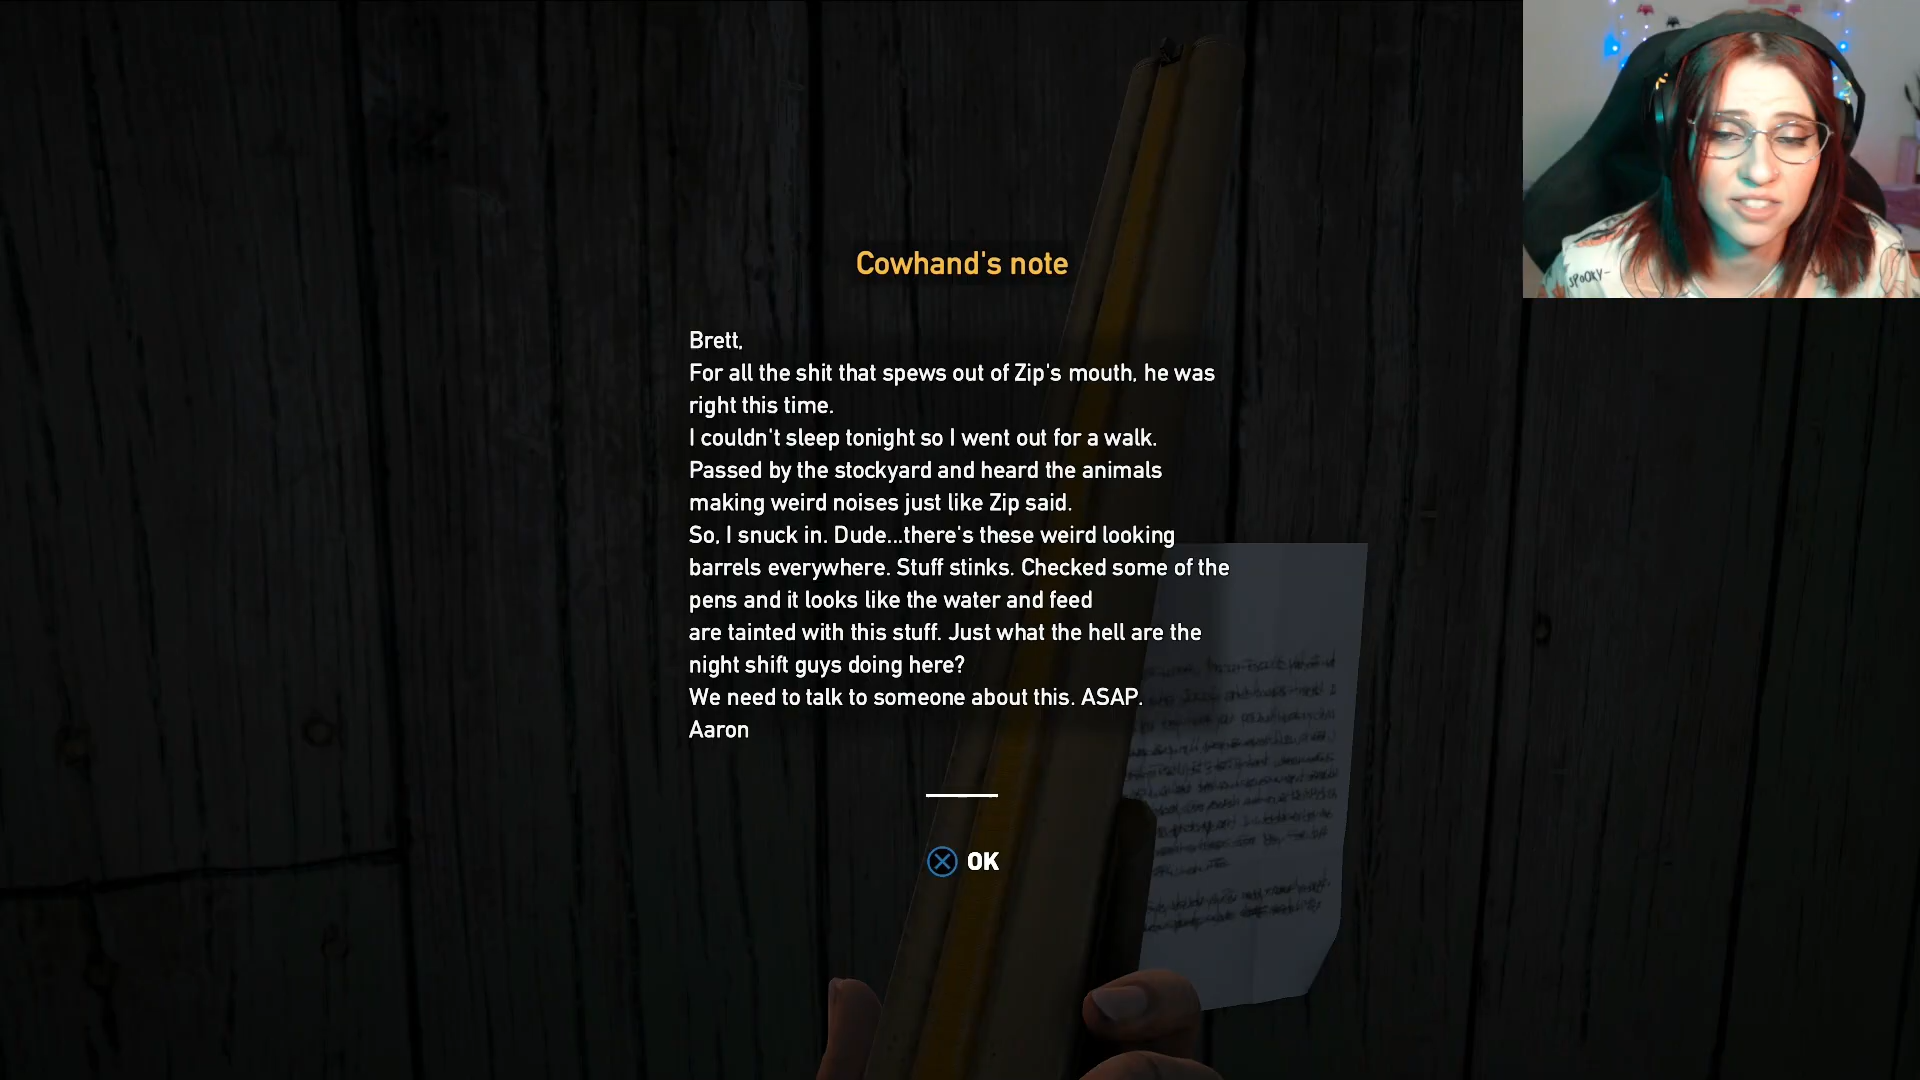 SPOOKY-
Cowhand's note
Brett,
For all the shit that spews out of Zip's mouth, he was
right this time.
I couldn't sleep tonight so I went out for a walk.
Passed by the stockyard and heard the animals
making weird noises just like Zip said.
So, I snuck in. Dude...there's these weird looking
barrels everywhere. Stuff stinks. Checked some of the
pens and it looks like the water and feed
are tainted with this stuff. Just what the hell are the
night shift guys doing here?
We need to talk to someone about this. ASAP.
Aaron
OK